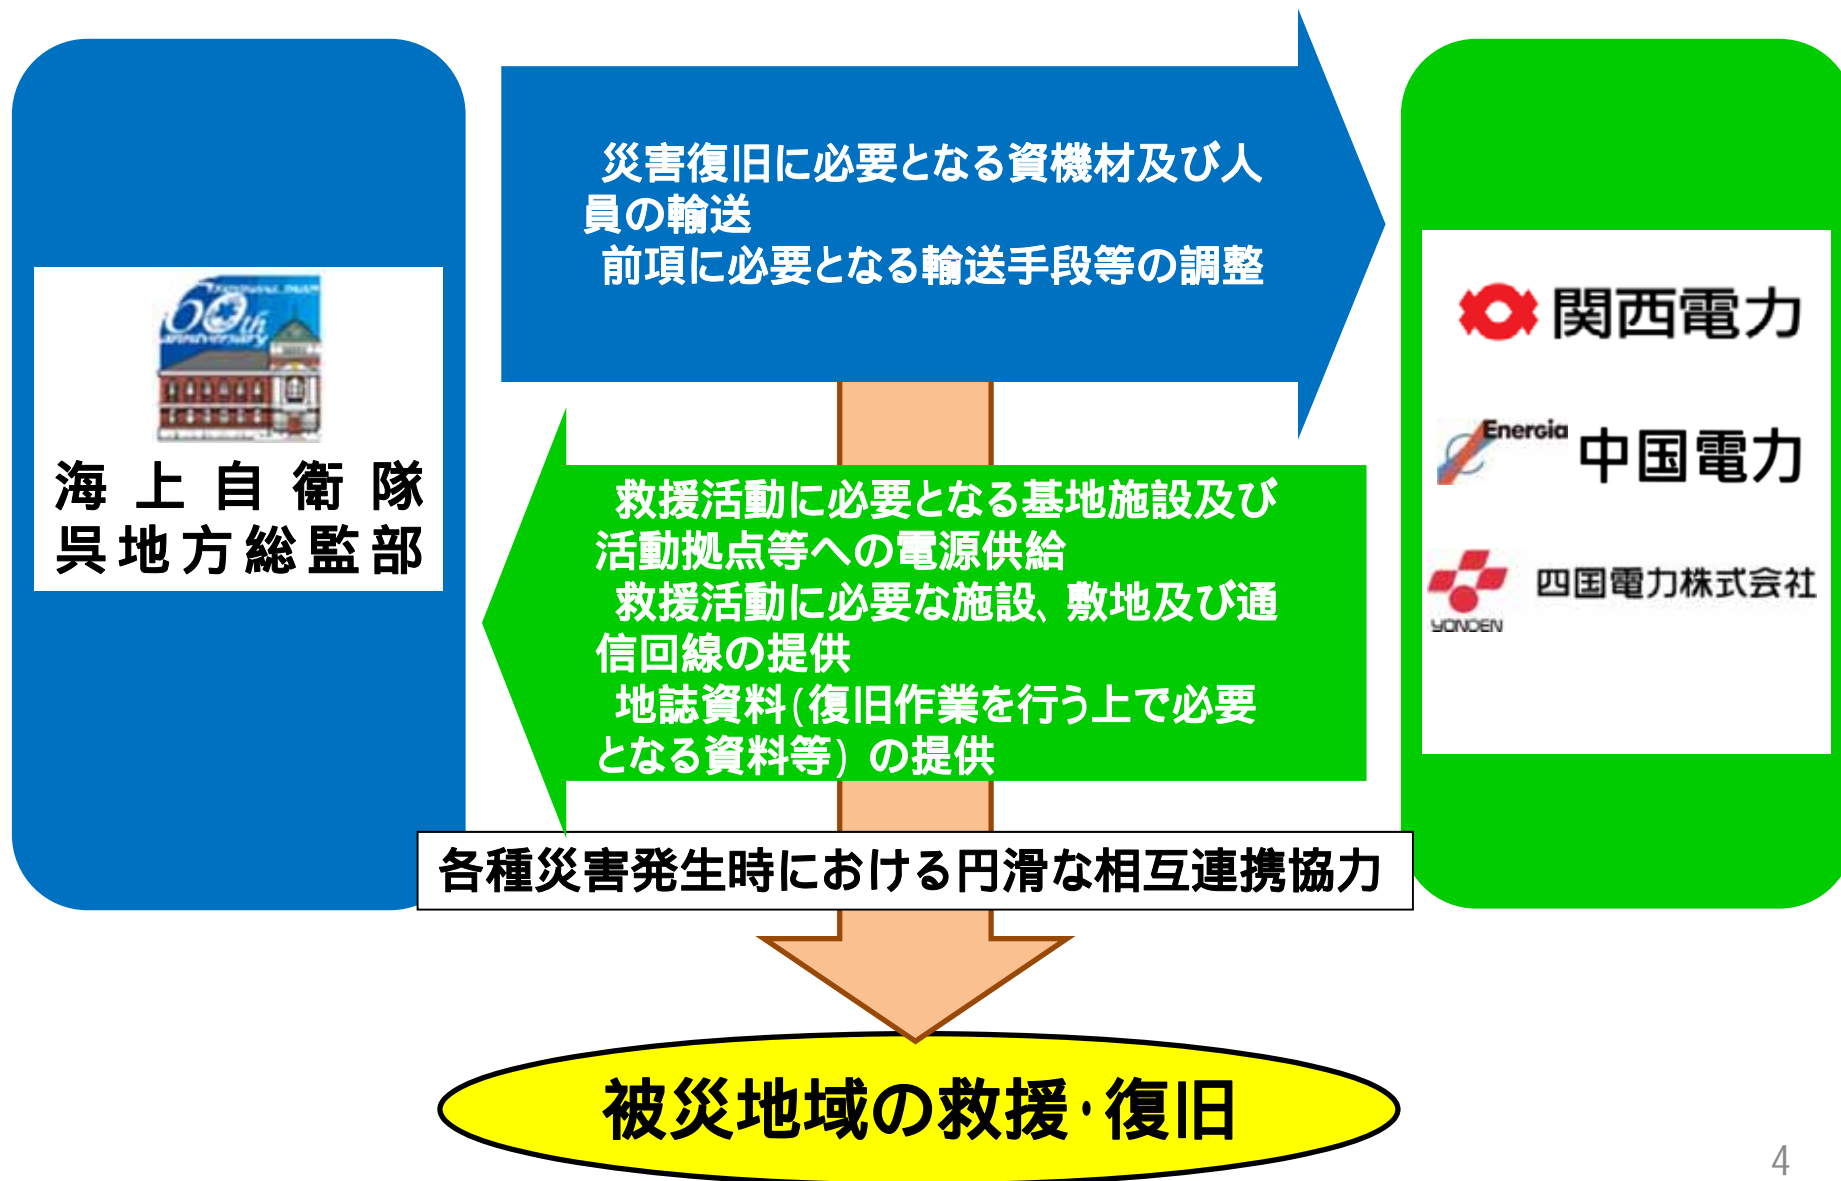 災害復旧に必要となる資機材及び人
員の輸送
前項に必要となる輸送手段等の調整
60th
anniversary
海上自衛隊
呉地方総監部
関西電力
Energia
中国電力
四国電力株式会社
YONDEN
救援活動に必要となる基地施設及び
活動拠点等への電源供給
救援活動に必要な施設、敷地及び通
信回線の提供
地誌資料(復旧作業を行う上で必要
となる資料等) の提供
各種災害発生時における円滑な相互連携協力
被災地域の救援・復旧
4